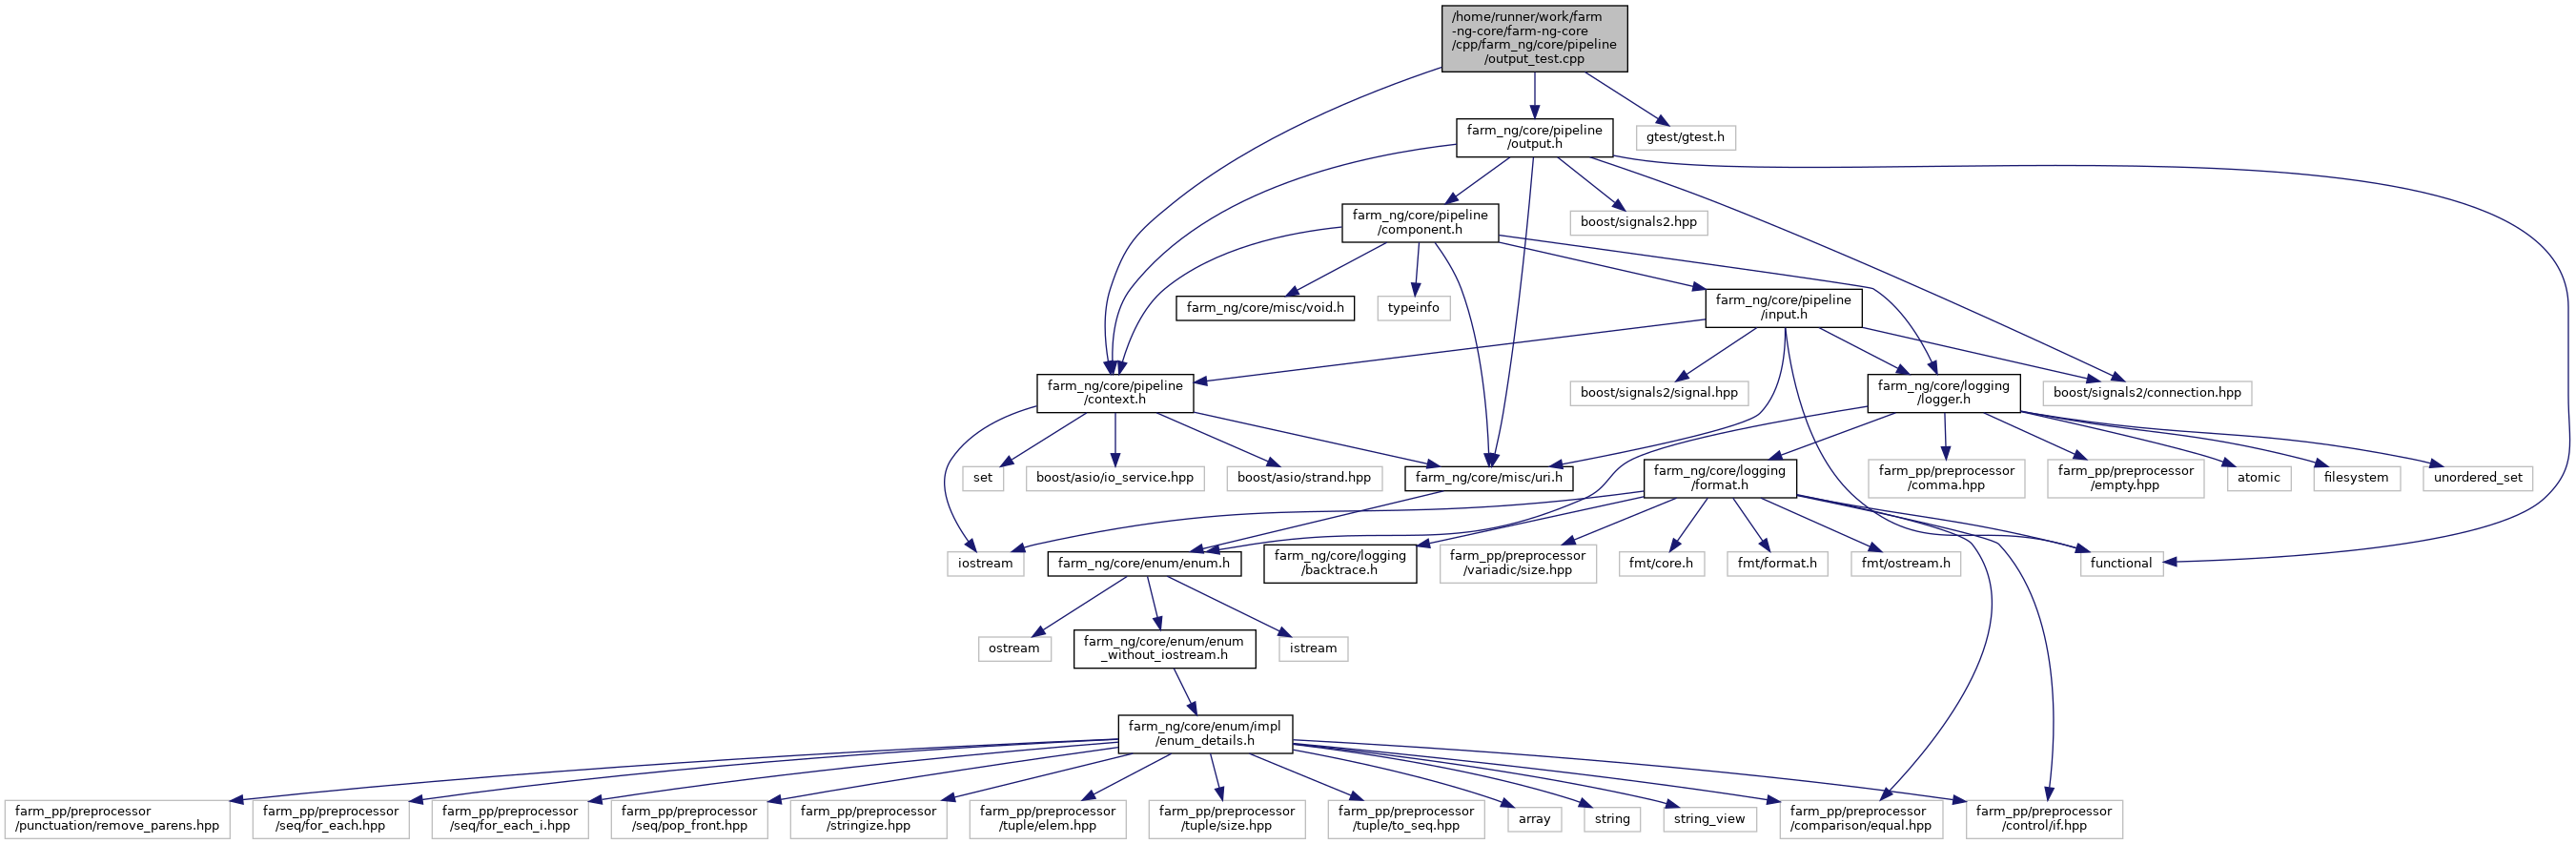 /home/runner/work/farm
-ng-core/farm-ng-core
/cpp/farm_ng/core/pipeline
/output_test.cpp
farm_ng/core/pipeline
/output.h
gtest/gtest.h
farm_ng/core/pipeline
/component.h
boost/signals2.hpp
farm_ng/core/misc/void.h
typeinfo
farm_ng/core/pipeline
/input.h
farm_ng/core/pipeline
/context.h
boost/signals2/signal.hpp
farm_ng/core/logging
/logger.h
boost/signals2/connection.hpp
set
boost/asio/io_service.hpp
boost/asio/strand.hpp
farm_ng/core/misc/uri.h
farm_ng/core/logging
/format.h
farm_pp/preprocessor
/comma.hpp
farm_pp/preprocessor
/empty.hpp
atomic
filesystem
unordered_set
iostream
farm_ng/core/enum/enum.h
farm_ng/core/logging
/backtrace.h
farm_pp/preprocessor
/variadic/size.hpp
fmt/core.h
fmt/format.h
fmt/ostream.h
functional
ostream
farm_ng/core/enum/enum
_without_iostream.h
istream
farm_ng/core/enum/impl
/enum_details.h
farm_pp/preprocessor
/punctuation/remove_parens.hpp
farm_pp/preprocessor
/seq/for_each.hpp
farm_pp/preprocessor
/seq/for_each_i.hpp
farm_pp/preprocessor
/seq/pop_front.hpp
farm_pp/preprocessor
/stringize.hpp
farm_pp/preprocessor
/tuple/elem.hpp
farm_pp/preprocessor
/tuple/size.hpp
farm_pp/preprocessor
/tuple/to_seq.hpp
array
string
string_view
farm_pp/preprocessor
/comparison/equal.hpp
farm_pp/preprocessor
/control/if.hpp